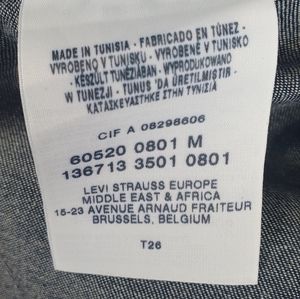 MADE IN TUNISIA - FABRICADO EN TÚNEZ -
VYROBENO V TUNISKU - VYROBENÉ V TUNISKO
- KÉSZÜLT TUNÉZIÁBAN - WYPRODUKOWANO
W TUNEZJI - TUNUS 'DA ÜRETILMISTIR -
ΚΑΤΑΣΚΕΥΑΣΤΗΚΕ ΣΤΗΝ ΤΥΝΙΣΙΑ
CIF A 08298606
60520 0801 M
136713 3501 0801
LEVI STRAUSS EUROPE
MIDDLE EAST & AFRICA
15-23 AVENUE ARNAUD FRAITEUR
BRUSSELS, BELGIUM
T26